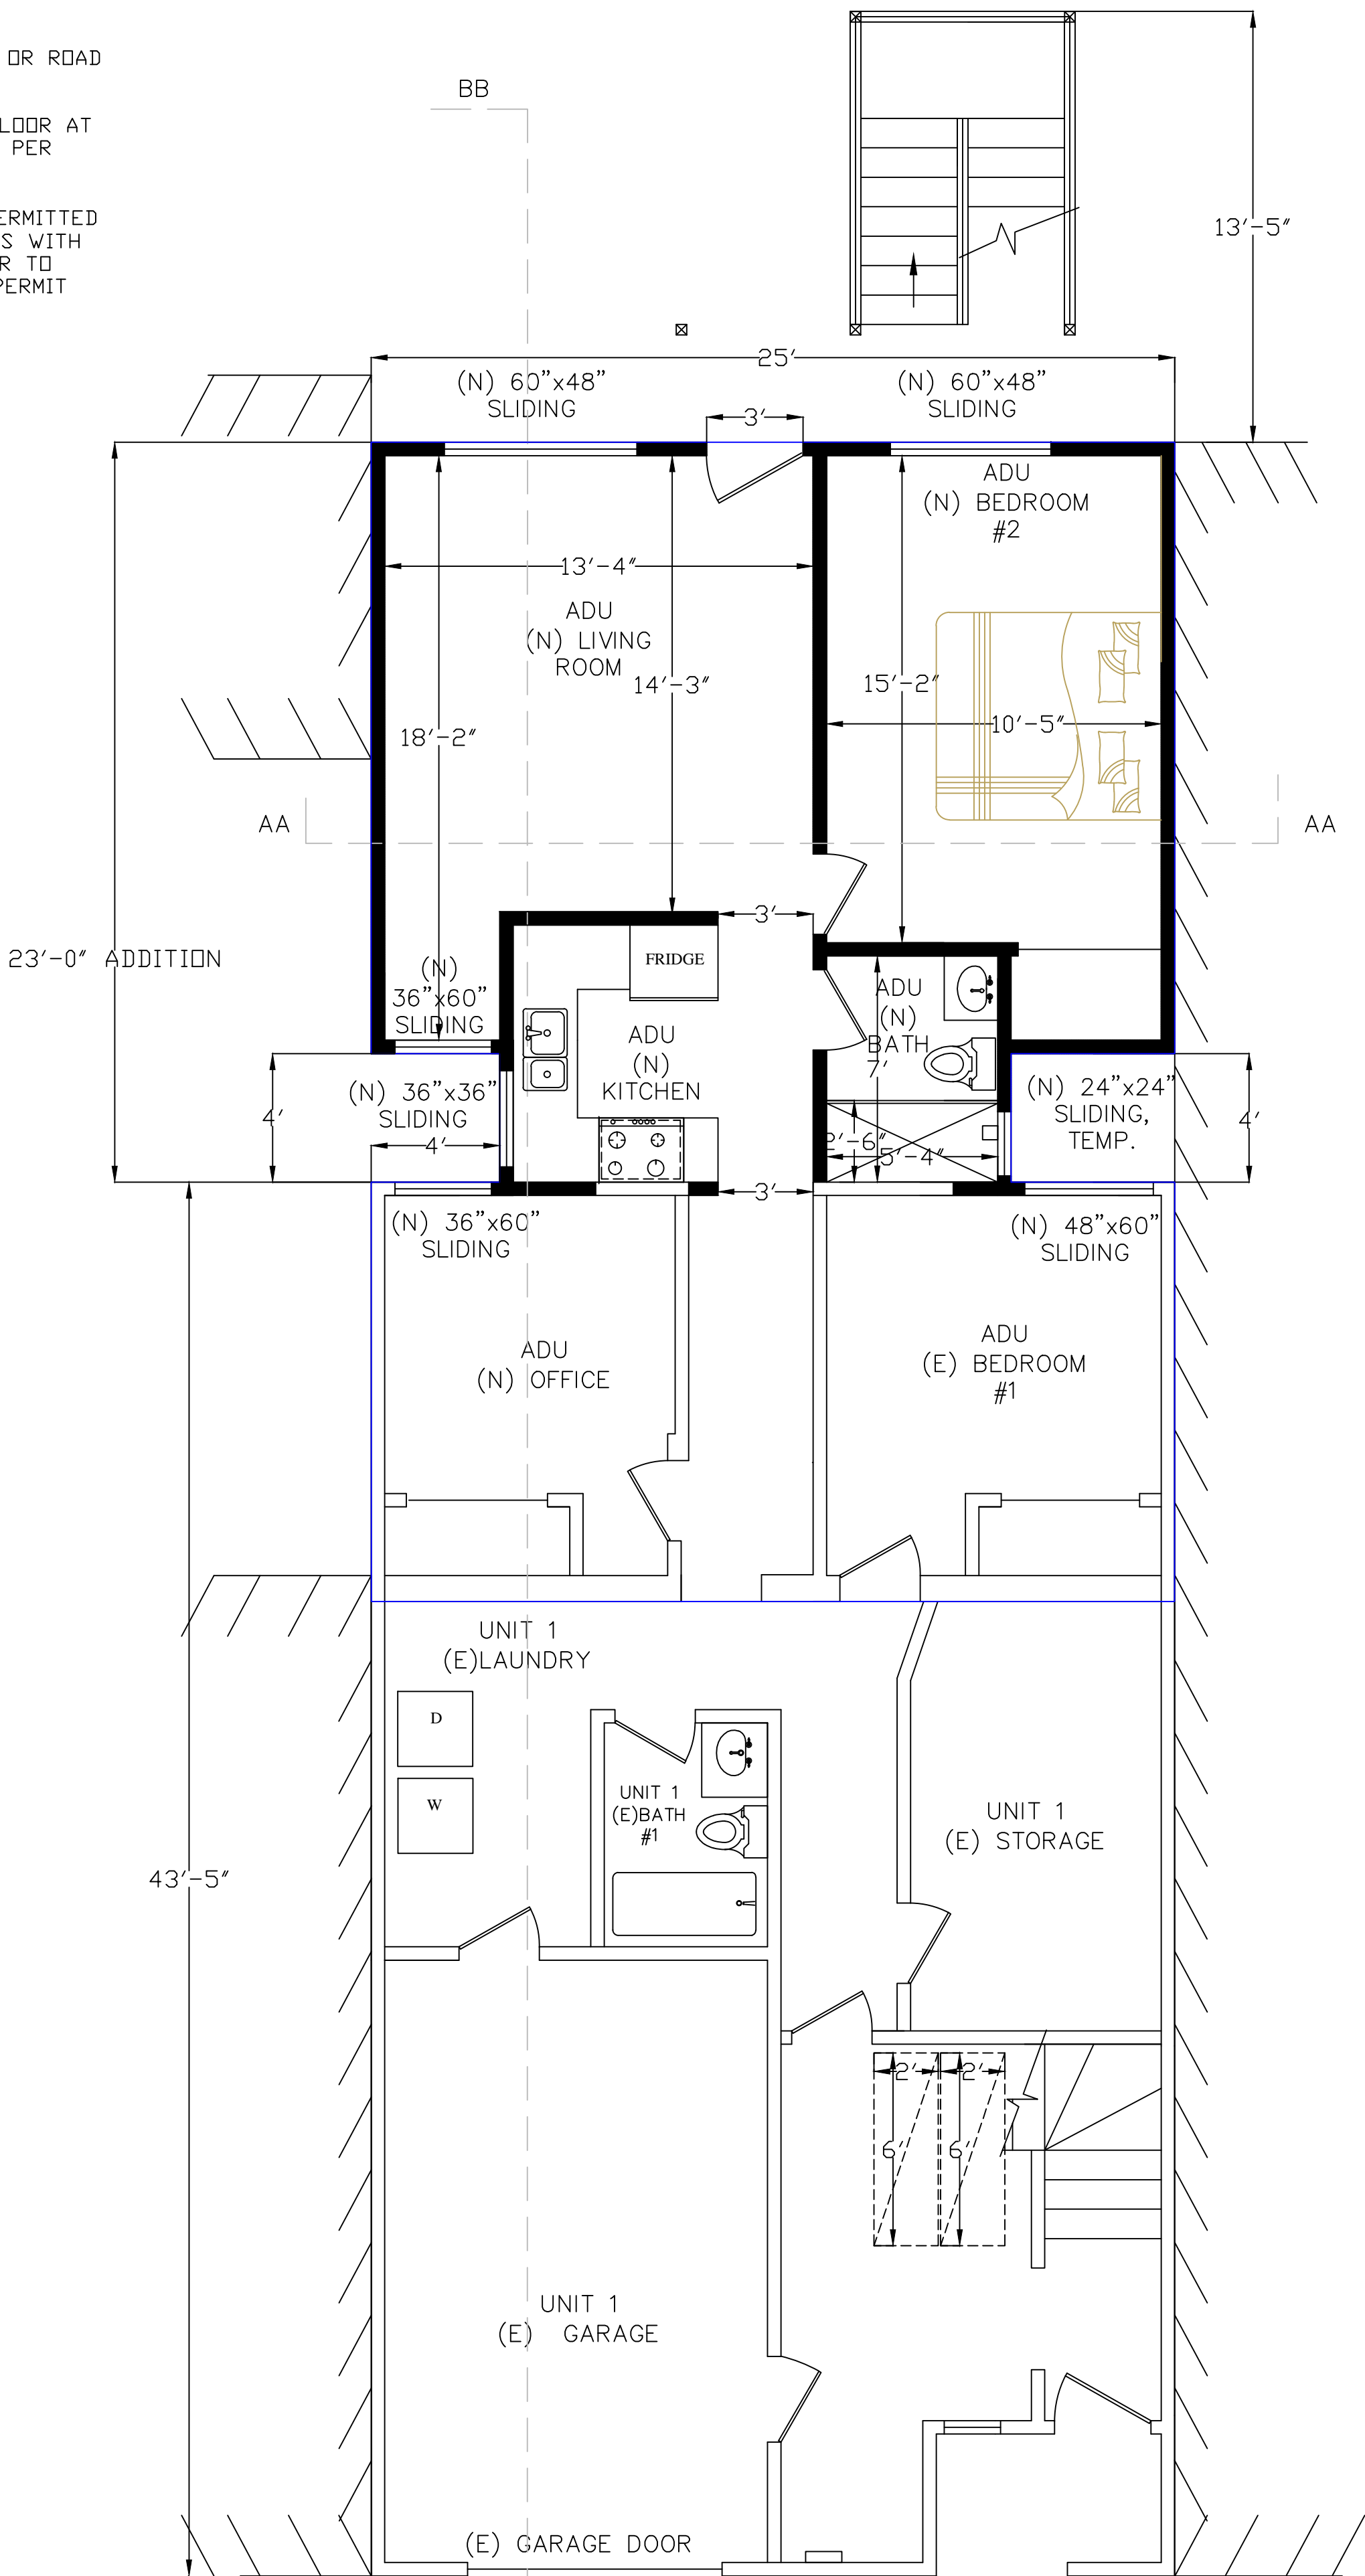 OR ROAD
LOOR AT
PER
ERMITTED
S WITH
R TO
PERMIT
BB
13'-5"
25'
(N) 60"x48"
SLIDING
(N) 60"x48"
SLIDING
3'
ADU
(N) BEDROOM
#2
13'-4"
ADU
(N) LIVING
ROOM
14'-3"
15'-2"
10'-5"
18'-2"
AA
AA
3'
23'-0" ADDITION
(N)
36"x60"
SLIDING
FRIDGE
ADU
(N)
KITCHEN
ADU
(N)
BATH
7'
(N) 36"x36"
SLIDING
4'
4'
(N) 24"x24"
SLIDING,
TEMP.
4'
2'-6"
5'-4"
3'
(N) 36"x60"
SLIDING
(N) 48"x60"
SLIDING
ADU
(N) OFFICE
ADU
(E) BEDROOM
#1
UNIT 1
(E)LAUNDRY
D
W
UNIT 1
(E)BATH
#1
UNIT 1
(E) STORAGE
43'-5"
2'
2'
6'
6'
UNIT 1
(E) GARAGE
(E) GARAGE DOOR